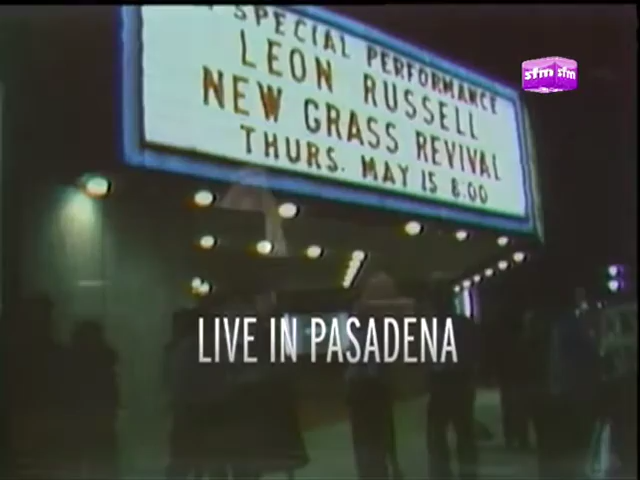 A SPECIAL PERFORMANCE
LEON RUSSELL
NEW GRASS REVIVAL
THURS. MAY 15 8:00
sfm sfm
LIVE IN PASADENA